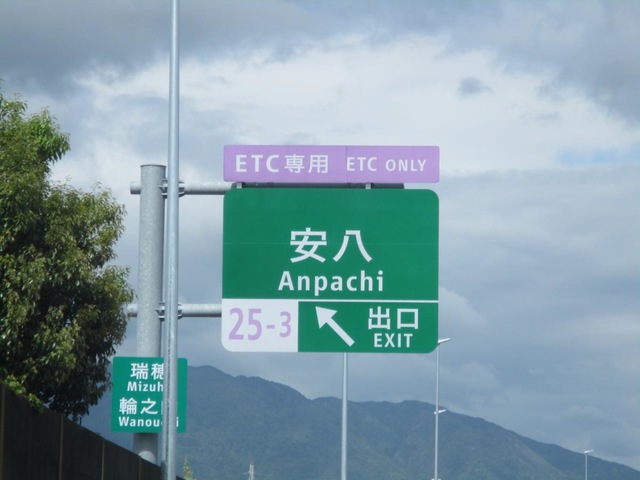 ETC専用 ETC ONLY
安八
Anpachi
25-3
出口
EXIT
瑞穂
輪之